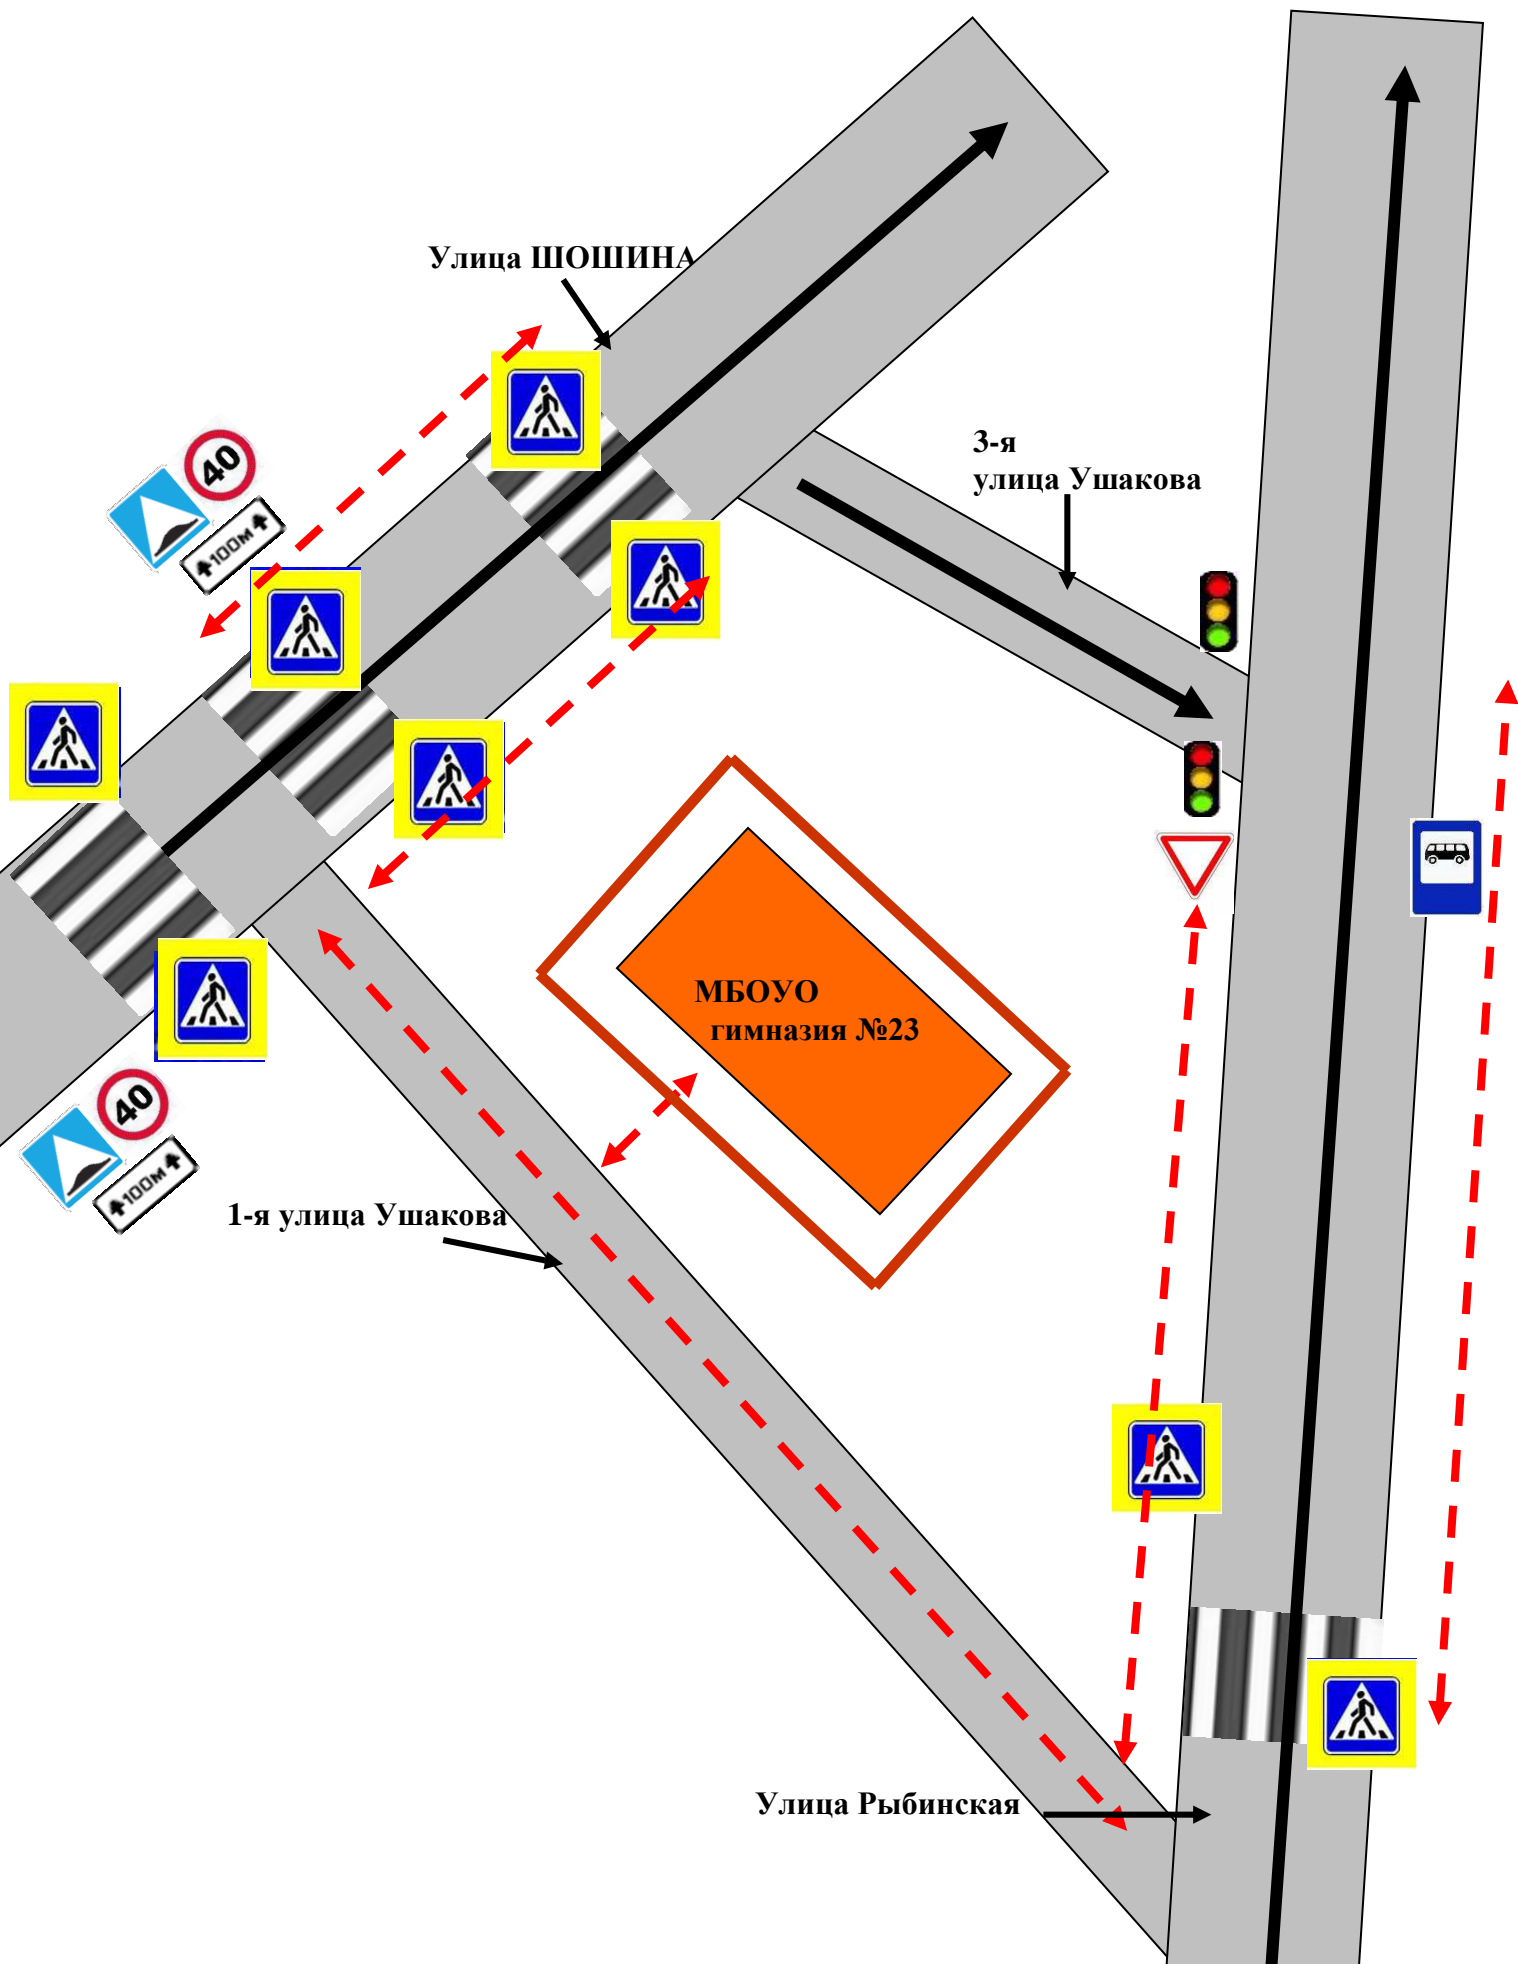 Улица ШОШИНА
3-я
улица Ушакова
40
100м
МБОУО
гимназия №23
40
100м
1-я улица Ушакова
Улица Рыбинская